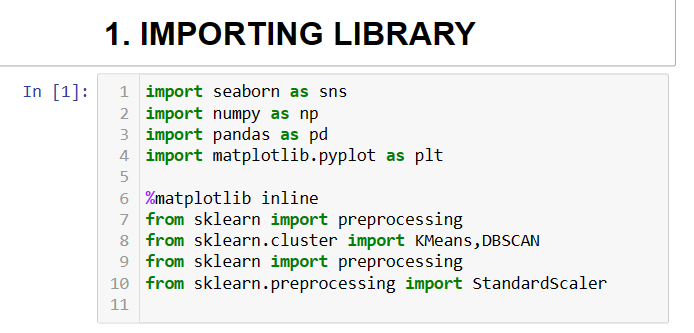 1. IMPORTING LIBRARY
In [1]:
1 import seaborn as sns
2 import numpy as np
3 import pandas as pd
4 import matplotlib.pyplot as plt
5
6 %matplotlib inline
7 from sklearn import preprocessing
8 from sklearn.cluster import KMeans,DBSCAN
9 from sklearn import preprocessing
10 from sklearn.preprocessing import StandardScaler
11